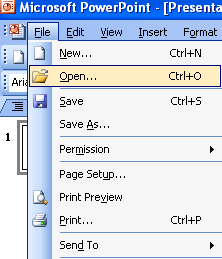 Microsoft PowerPoint - [Presenta
File Edit View Insert Format
New... Ctrl+N
Open... Ctrl+O
Save Ctrl+S
Save As...
Permission
Page Setup...
Print Preview
Print... Ctrl+P
Send To
Aria
1